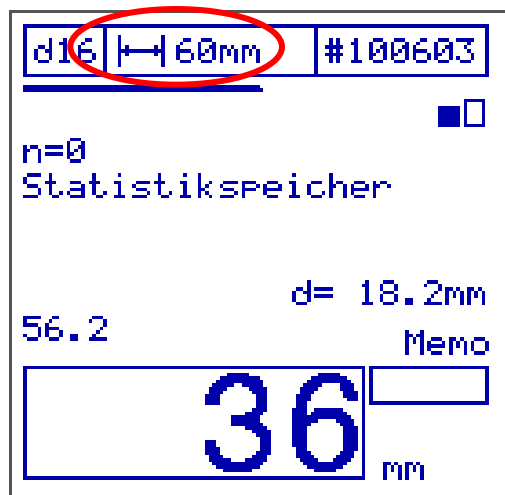 d16 60mm #100603
n=0
Statistikspeicher
d= 18.2mm
56.2
Memo
36 mm